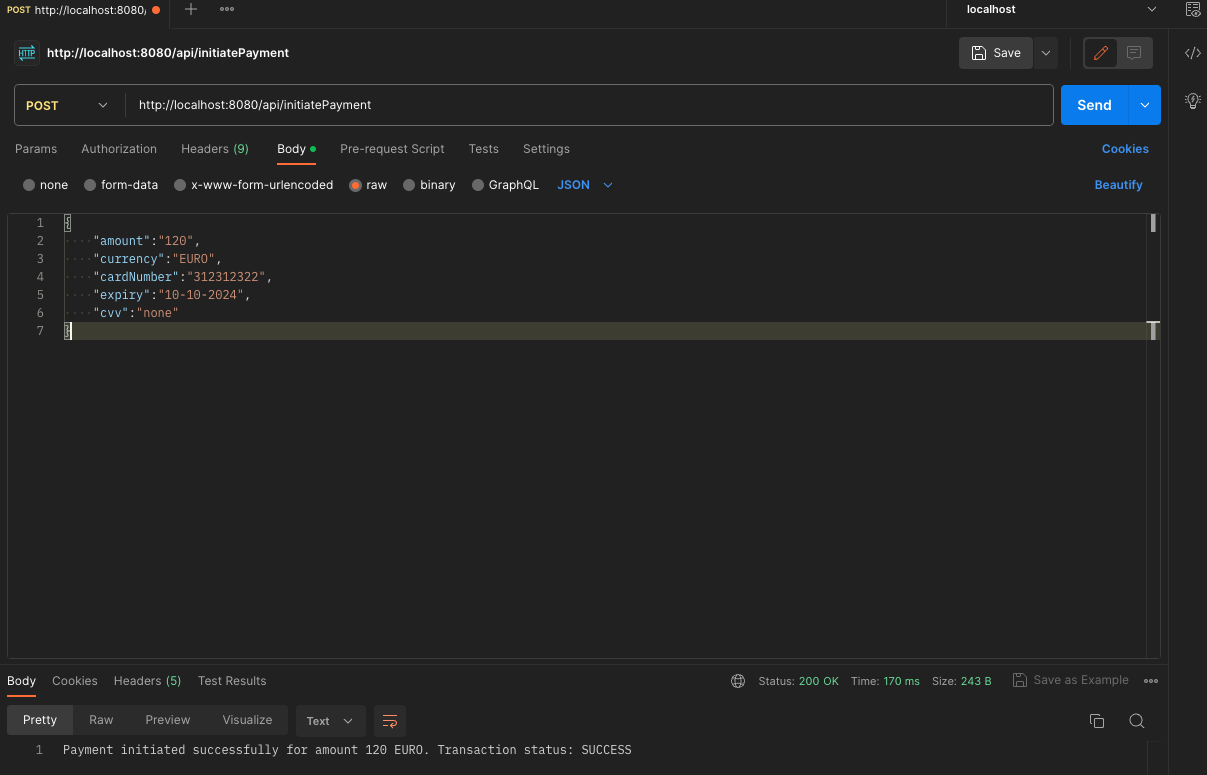 POST http://localhost:8080/
localhost
HTTP http://localhost:8080/api/initiatePayment
Save
POST http://localhost:8080/api/initiatePayment
Send
Params Authorization Headers (9) Body Pre-request Script Tests Settings Cookies
none form-data x-www-form-urlencoded raw binary GraphQL JSON Beautify
1 {
2 "amount":"120",
3 "currency":"EURO",
4 "cardNumber":"312312322",
5 "expiry":"10-10-2024",
6 "cvv":"none"
7 }
Body Cookies Headers (5) Test Results Status: 200 OK Time: 170 ms Size: 243 B Save as Example
Pretty Raw Preview Visualize Text
1 Payment initiated successfully for amount 120 EURO. Transaction status: SUCCESS